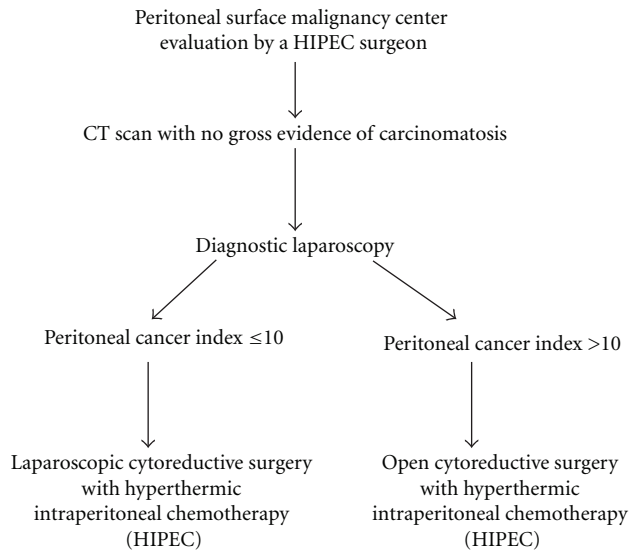 Peritoneal surface malignancy center
evaluation by a HIPEC surgeon
CT scan with no gross evidence of carcinomatosis
Diagnostic laparoscopy
Peritoneal cancer index ≤10
Peritoneal cancer index >10
Laparoscopic cytoreductive surgery
with hyperthermic
intraperitoneal chemotherapy
(HIPEC)
Open cytoreductive surgery
with hyperthermic
intraperitoneal chemotherapy
(HIPEC)